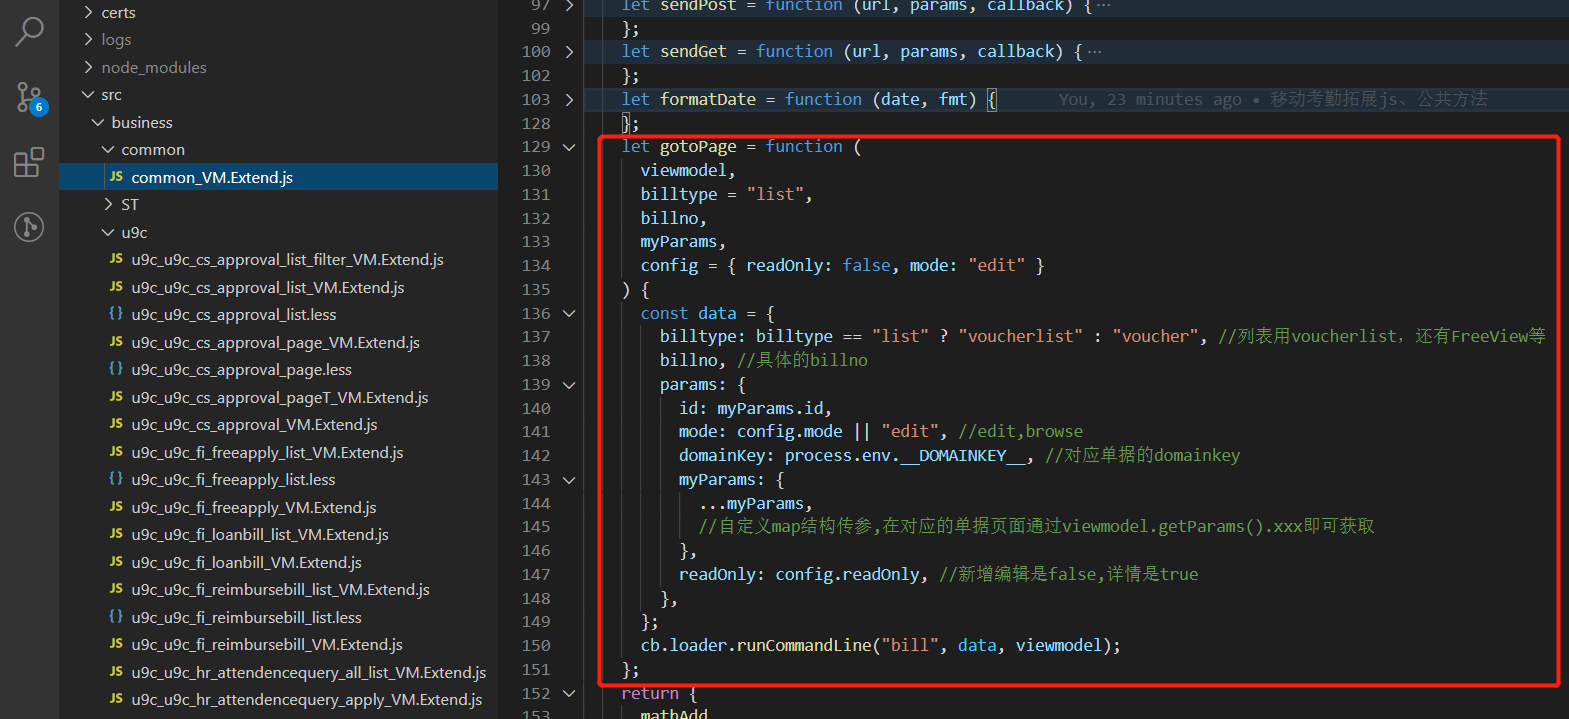 certs
logs
node_modules
src
business
common
JS common_VM.Extend.js
ST
u9c
JS u9c_u9c_cs_approval_list_filter_VM.Extend.js
JS u9c_u9c_cs_approval_list_VM.Extend.js
{} u9c_u9c_cs_approval_list.less
JS u9c_u9c_cs_approval_page_VM.Extend.js
{} u9c_u9c_cs_approval_page.less
JS u9c_u9c_cs_approval_pageT_VM.Extend.js
JS u9c_u9c_cs_approval_VM.Extend.js
JS u9c_u9c_fi_freeapply_list_VM.Extend.js
{} u9c_u9c_fi_freeapply_list.less
JS u9c_u9c_fi_freeapply_VM.Extend.js
JS u9c_u9c_fi_loanbill_list_VM.Extend.js
JS u9c_u9c_fi_loanbill_VM.Extend.js
JS u9c_u9c_fi_reimbursebill_list_VM.Extend.js
{} u9c_u9c_fi_reimbursebill_list.less
JS u9c_u9c_fi_reimbursebill_VM.Extend.js
JS u9c_u9c_hr_attendencequery_all_list_VM.Extend.js
JS u9c_u9c_hr_attendencequery_apply_VM.Extend.js
6
97 let sendPost = function (url, params, callback) {…
99 };
100 let sendGet = function (url, params, callback) {…
102 };
103 let formatDate = function (date, fmt) { You, 23 minutes ago • 移动考勤拓展js、公共方法
128 };
129 let gotoPage = function (
130 viewmodel,
131 billtype = "list",
132 billno,
133 myParams,
134 config = { readOnly: false, mode: "edit" }
135 ) {
136 const data = {
137 billtype: billtype == "list" ? "voucherlist" : "voucher", //列表用voucherlist，还有FreeView等
138 billno, //具体的billno
139 params: {
140 id: myParams.id,
141 mode: config.mode || "edit", //edit,browse
142 domainKey: process.env.__DOMAINKEY__, //对应单据的domainkey
143 myParams: {
144 ...myParams,
145 //自定义map结构传参,在对应的单据页面通过viewmodel.getParams().xxx即可获取
146 },
147 readOnly: config.readOnly, //新增编辑是false,详情是true
148 },
149 };
150 cb.loader.runCommandLine("bill", data, viewmodel);
151 };
152 return {
153 mathAdd